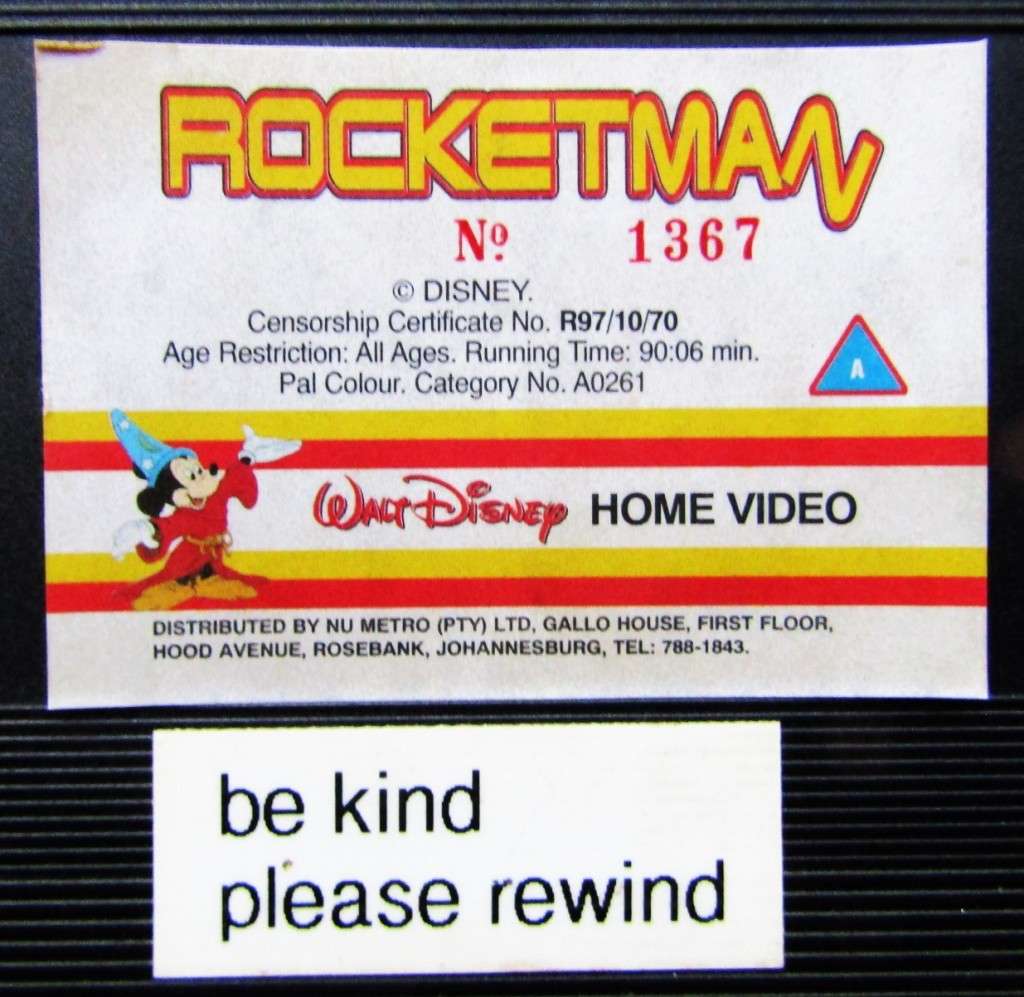 ROCKETMAN
Nº 1367
© DISNEY.
Censorship Certificate No. R97/10/70
Age Restriction: All Ages. Running Time: 90:06 min.
Pal Colour. Category No. A0261
A
Walt Disney HOME VIDEO
DISTRIBUTED BY NU METRO (PTY) LTD, GALLO HOUSE, FIRST FLOOR,
HOOD AVENUE, ROSEBANK, JOHANNESBURG, TEL: 788-1843.
be kind
please rewind